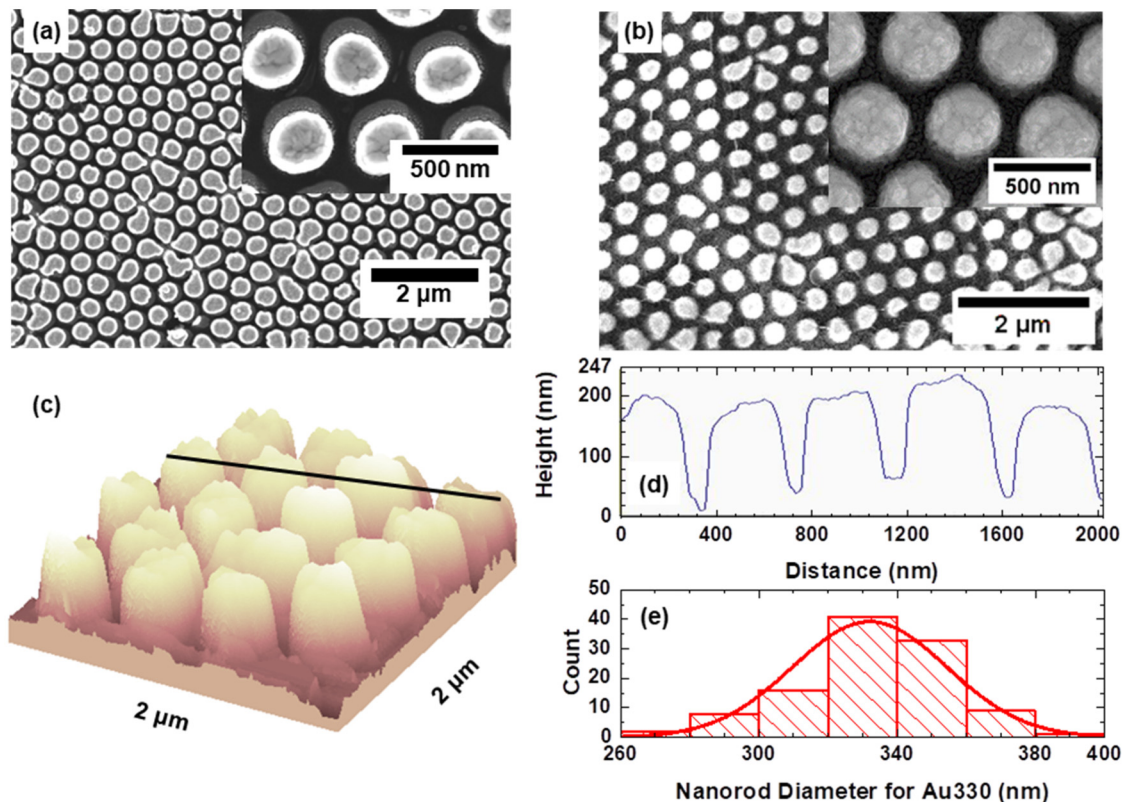 (a)
500 nm
2 μm
(b)
500 nm
2 μm
(c)
2 μm
2 μm
247
200
100
0
Height (nm)
(d)
0 400 800 1200 1600 2000
Distance (nm)
50
40
30
20
10
0
Count
(e)
260 300 340 400
Nanorod Diameter for Au330 (nm)